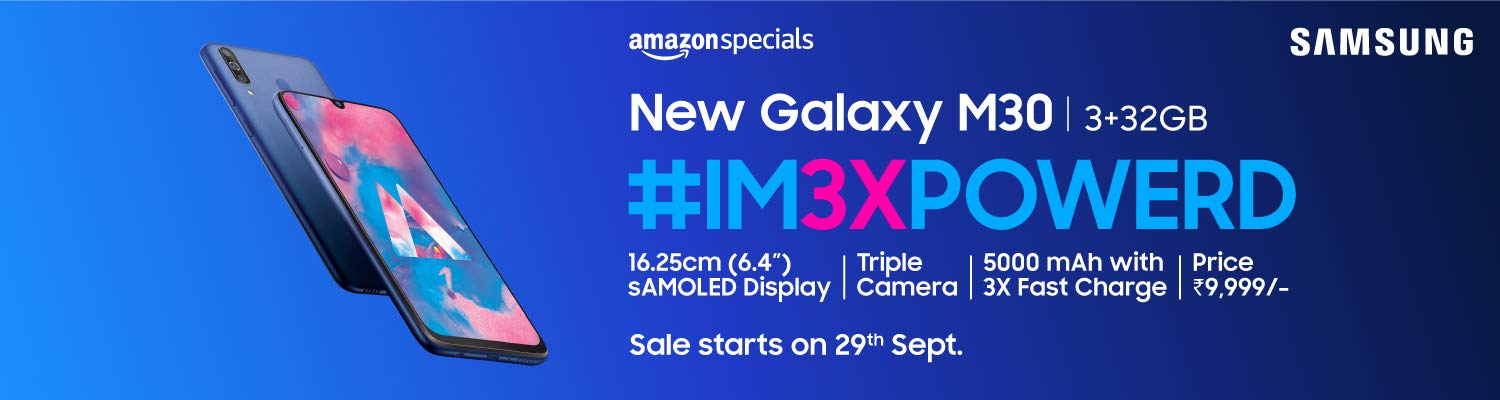 amazonspecials
SAMSUNG
New Galaxy M30 | 3+32GB
#IM3XPOWERD
16.25cm (6.4”)
sAMOLED Display
Triple
Camera
5000 mAh with
3X Fast Charge
Price
₹9,999/-
Sale starts on 29th Sept.